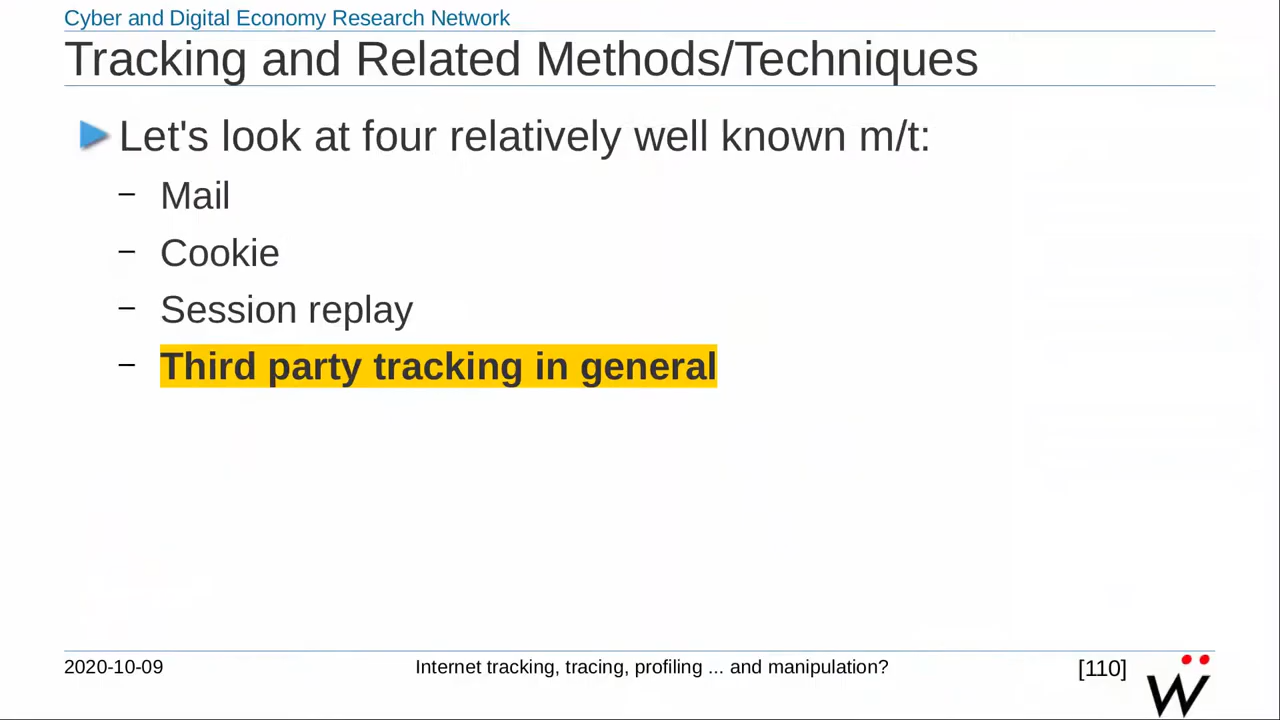 Cyber and Digital Economy Research Network
Tracking and Related Methods/Techniques
Let's look at four relatively well known m/t:
– Mail
– Cookie
– Session replay
– Third party tracking in general
2020-10-09
Internet tracking, tracing, profiling ... and manipulation?
[110]
Ẅ